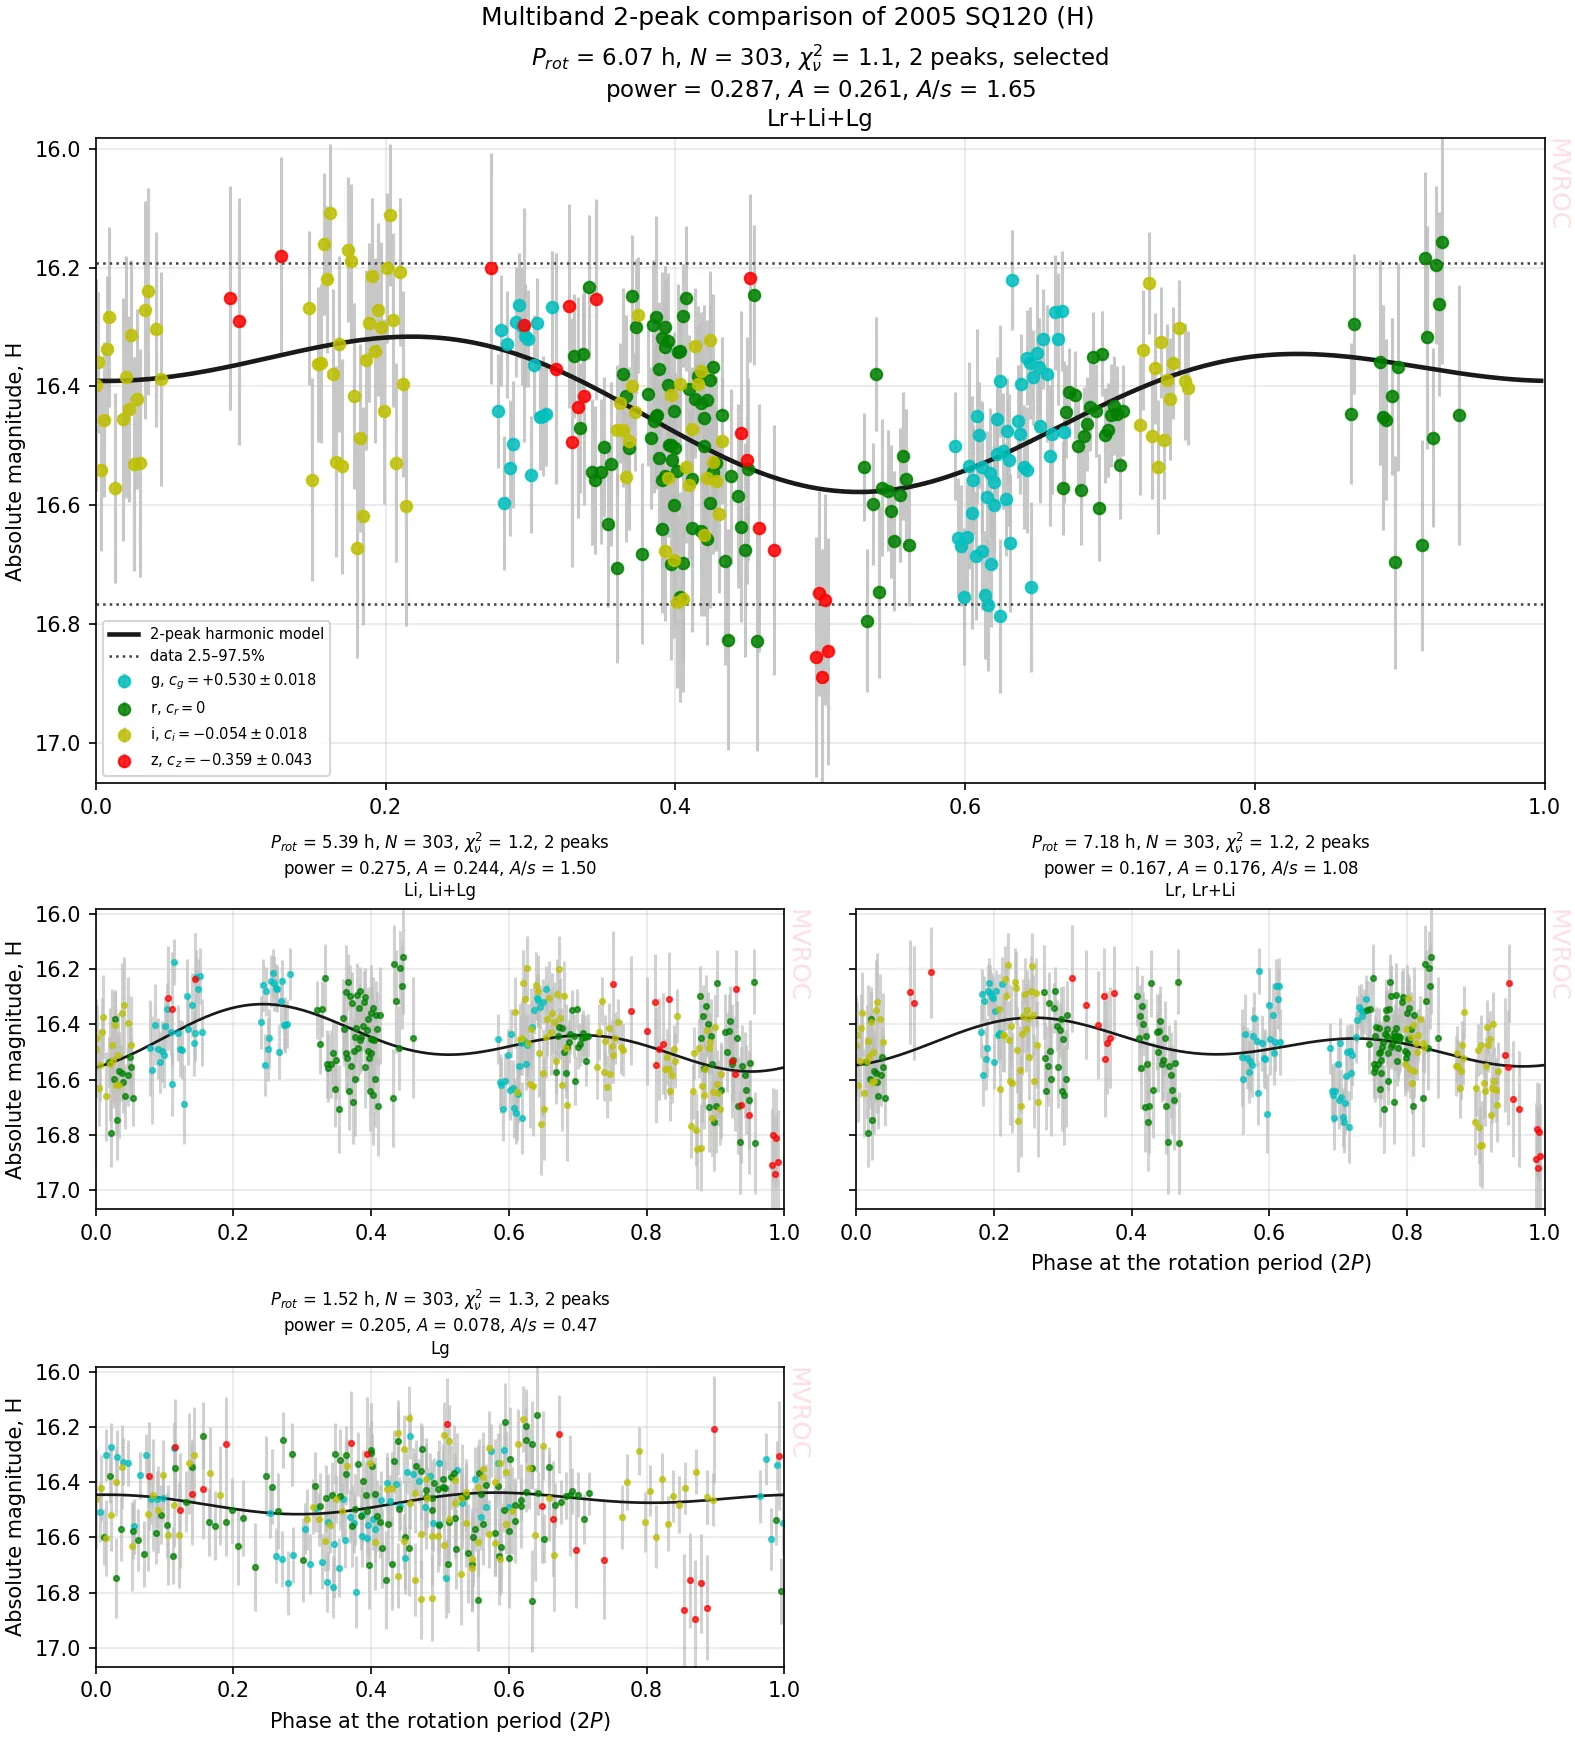 Multiband 2-peak comparison of 2005 SQ120 (H)
P_rot = 6.07 h, N = 303, χ²_ν = 1.1, 2 peaks, selected
power = 0.287, A = 0.261, A/s = 1.65
Lr+Li+Lg
Absolute magnitude, H
16.0
16.2
16.4
16.6
16.8
17.0
2-peak harmonic model
data 2.5–97.5%
g, c_g = +0.530 ± 0.018
r, c_r = 0
i, c_i = −0.054 ± 0.018
z, c_z = −0.359 ± 0.043
0.0 0.2 0.4 0.6 0.8 1.0
MVROC
P_rot = 5.39 h, N = 303, χ²_ν = 1.2, 2 peaks
power = 0.275, A = 0.244, A/s = 1.50
Li, Li+Lg
Absolute magnitude, H
16.0
16.2
16.4
16.6
16.8
17.0
0.0 0.2 0.4 0.6 0.8 1.0
MVROC
P_rot = 7.18 h, N = 303, χ²_ν = 1.2, 2 peaks
power = 0.167, A = 0.176, A/s = 1.08
Lr, Lr+Li
0.0 0.2 0.4 0.6 0.8 1.0
Phase at the rotation period (2P)
MVROC
P_rot = 1.52 h, N = 303, χ²_ν = 1.3, 2 peaks
power = 0.205, A = 0.078, A/s = 0.47
Lg
Absolute magnitude, H
16.0
16.2
16.4
16.6
16.8
17.0
0.0 0.2 0.4 0.6 0.8 1.0
Phase at the rotation period (2P)
MVROC